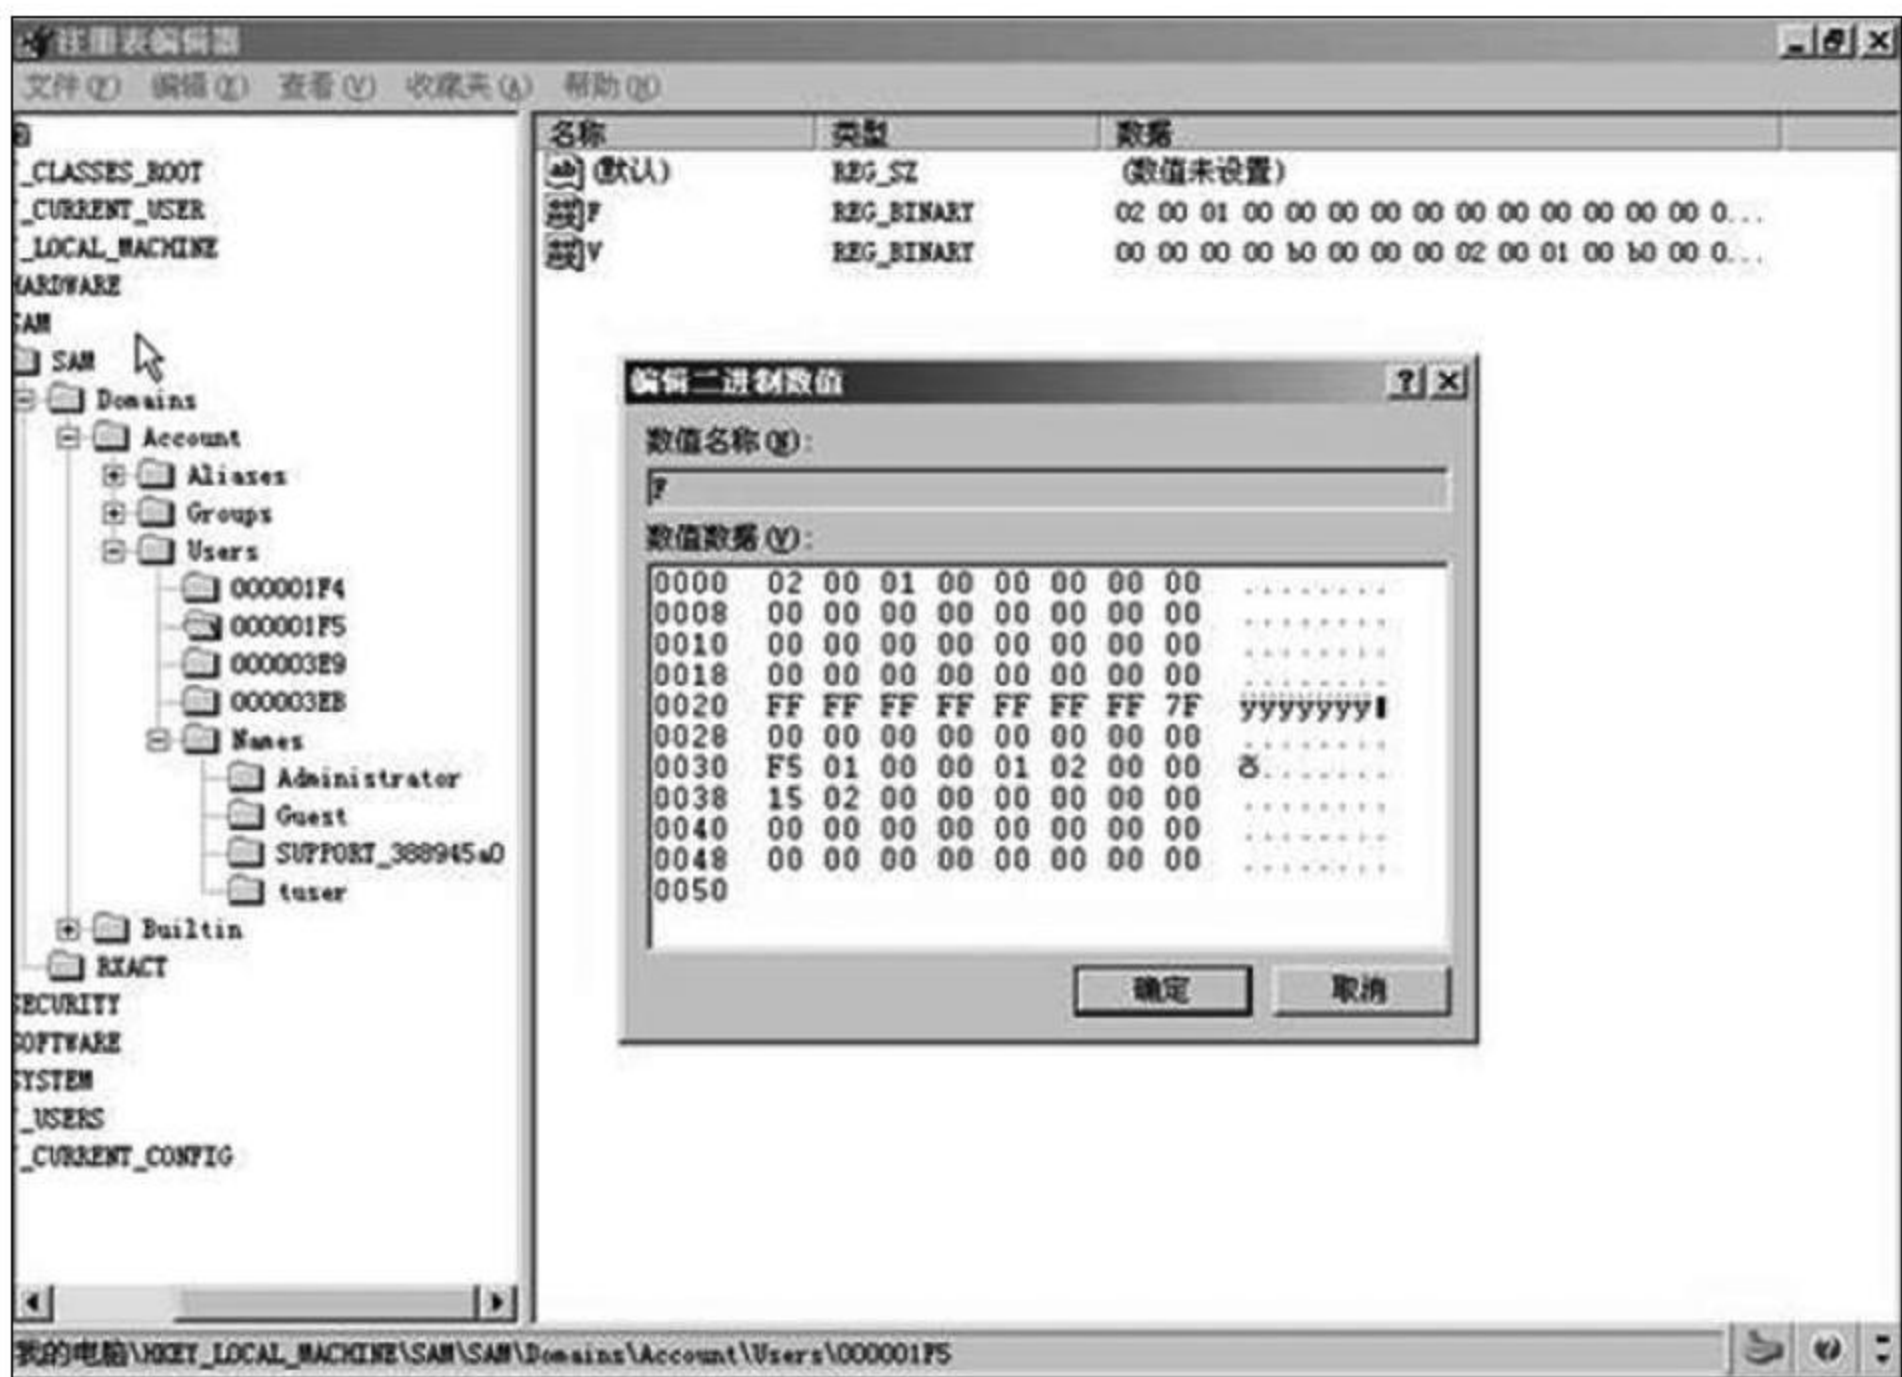 注册表编辑器
文件(F) 编辑(E) 查看(V) 收藏夹(A) 帮助(H)
_CLASSES_ROOT
_CURRENT_USER
_LOCAL_MACHINE
HARDWARE
SAM
SAM
Domains
Account
Aliases
Groups
Users
000001F4
000001F5
000003E9
000003EB
Names
Administrator
Guest
SUPPORT_388945a0
tuser
Builtin
RXACT
SECURITY
SOFTWARE
SYSTEM
_USERS
_CURRENT_CONFIG
名称 类型 数据
(默认) REG_SZ (数值未设置)
F REG_BINARY 02 00 01 00 00 00 00 00 00 00 00 00 00 00 0...
V REG_BINARY 00 00 00 00 b0 00 00 00 02 00 01 00 b0 00 0...
编辑二进制数值
数值名称(N):
F
数值数据(V):
0000 02 00 01 00 00 00 00 00 ........
0008 00 00 00 00 00 00 00 00 ........
0010 00 00 00 00 00 00 00 00 ........
0018 00 00 00 00 00 00 00 00 ........
0020 FF FF FF FF FF FF FF 7F ÿÿÿÿÿÿÿ
0028 00 00 00 00 00 00 00 00 ........
0030 F5 01 00 00 01 02 00 00 õ.......
0038 15 02 00 00 00 00 00 00 ........
0040 00 00 00 00 00 00 00 00 ........
0048 00 00 00 00 00 00 00 00 ........
0050
确定 取消
我的电脑\HKEY_LOCAL_MACHINE\SAM\SAM\Domains\Account\Users\000001F5